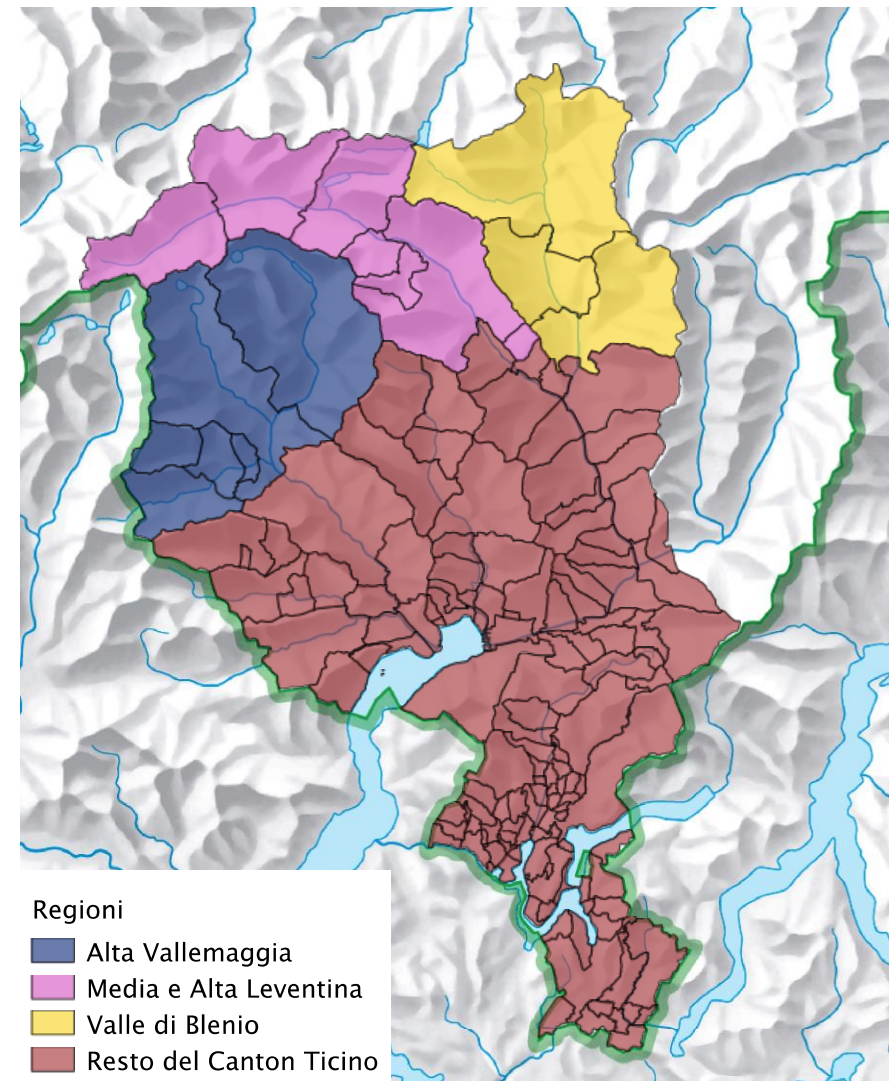 Regioni
Alta Vallemaggia
Media e Alta Leventina
Valle di Blenio
Resto del Canton Ticino